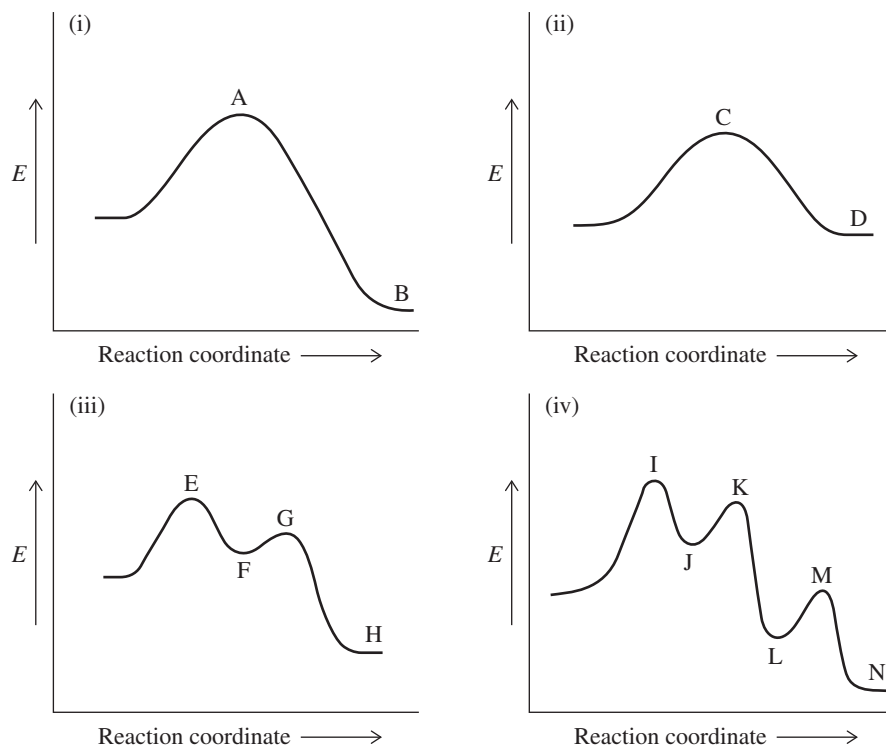 (i)
A
E
B
Reaction coordinate
(ii)
C
E
D
Reaction coordinate
(iii)
E
G
E
F
H
Reaction coordinate
(iv)
I
K
E
J
M
L
N
Reaction coordinate